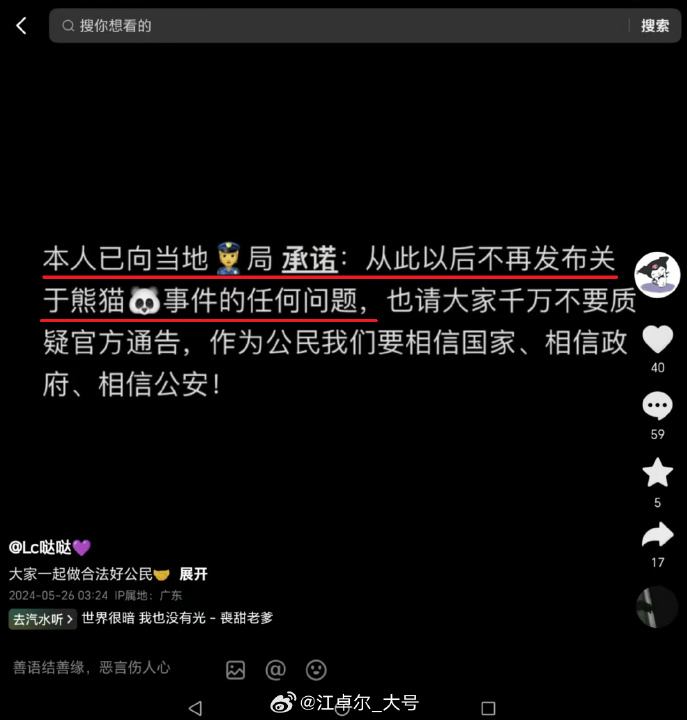 搜你想看的
搜索
本人已向当地👮局 承诺：从此以后不再发布关
于熊猫🐼事件的任何问题，也请大家千万不要质
疑官方通告，作为公民我们要相信国家、相信政
府、相信公安！
40
59
5
17
@Lc哒哒💜
大家一起做合法好公民🤝 展开
2024-05-26 03:24 IP属地：广东
去汽水听 > 世界很暗 我也没有光 - 喪甜老爹
善语结善缘，恶言伤人心
@江卓尔_大号